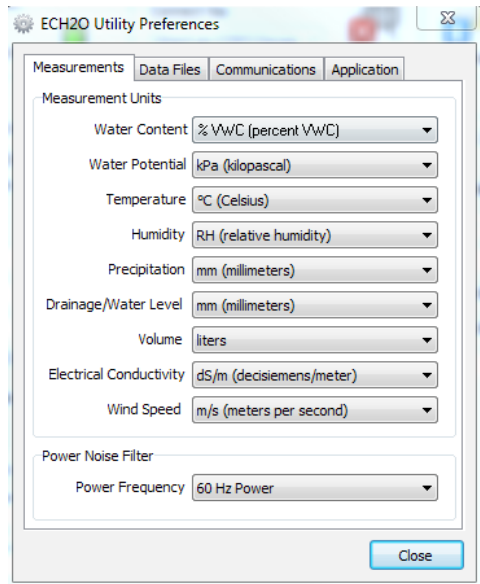 ECH2O Utility Preferences
Measurements Data Files Communications Application
Measurement Units
Water Content % VWC (percent VWC)
Water Potential kPa (kilopascal)
Temperature ºC (Celsius)
Humidity RH (relative humidity)
Precipitation mm (millimeters)
Drainage/Water Level mm (millimeters)
Volume liters
Electrical Conductivity dS/m (decisiemens/meter)
Wind Speed m/s (meters per second)
Power Noise Filter
Power Frequency 60 Hz Power
Close